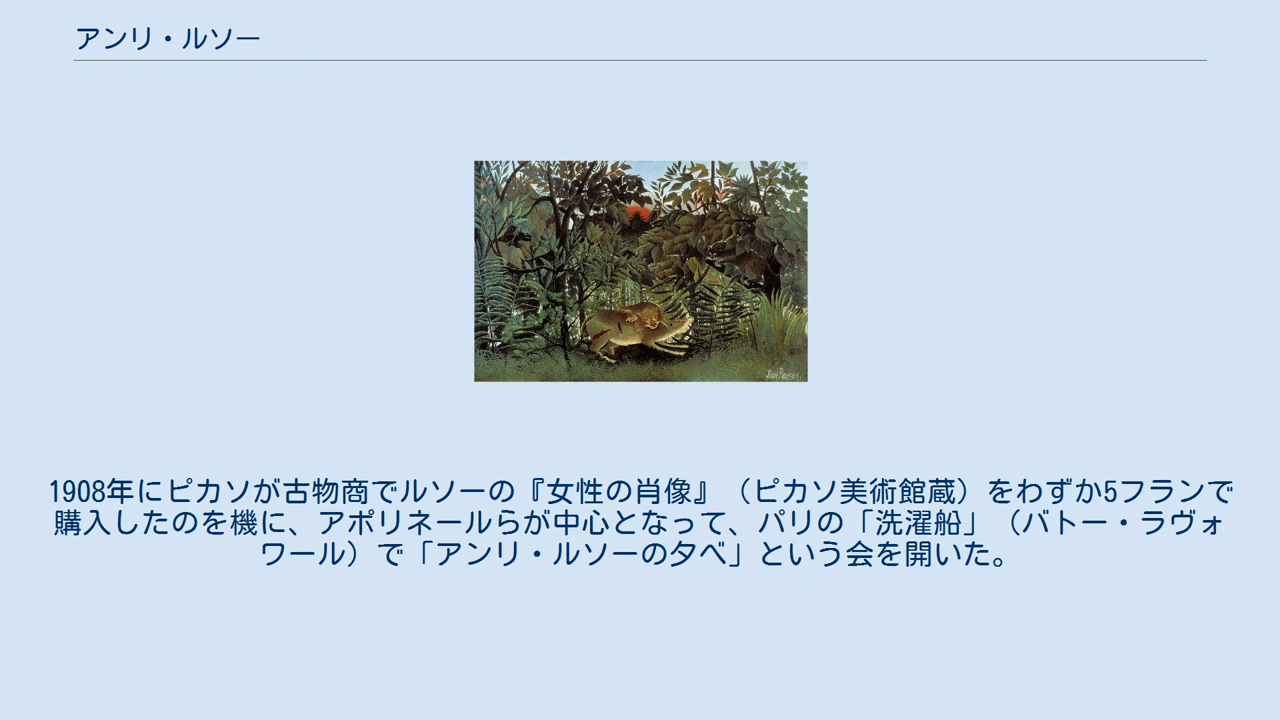 アンリ・ルソー
1908年にピカソが古物商でルソーの『女性の肖像』（ピカソ美術館蔵）をわずか5フランで
購入したのを機に、アポリネールらが中心となって、パリの「洗濯船」（バトー・ラヴォ
ワール）で「アンリ・ルソーの夕べ」という会を開いた。